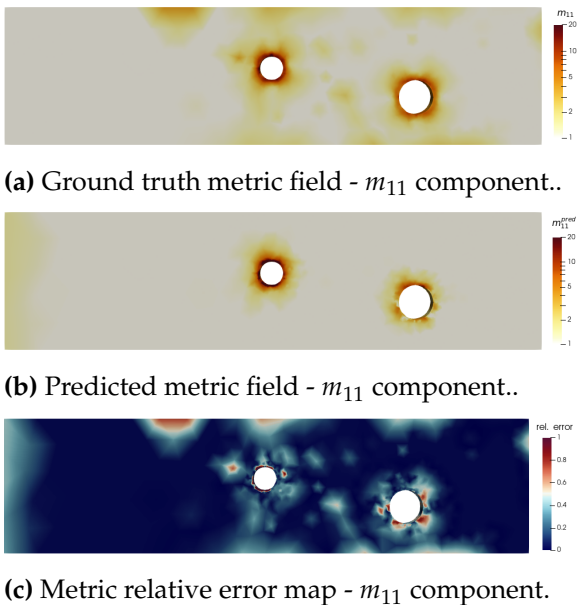 m₁₁
20
10
5
2
1
(a) Ground truth metric field - m₁₁ component..
m₁₁ᵖʳᵉᵈ
20
10
5
2
1
(b) Predicted metric field - m₁₁ component..
rel. error
1
0.8
0.6
0.4
0.2
0
(c) Metric relative error map - m₁₁ component.